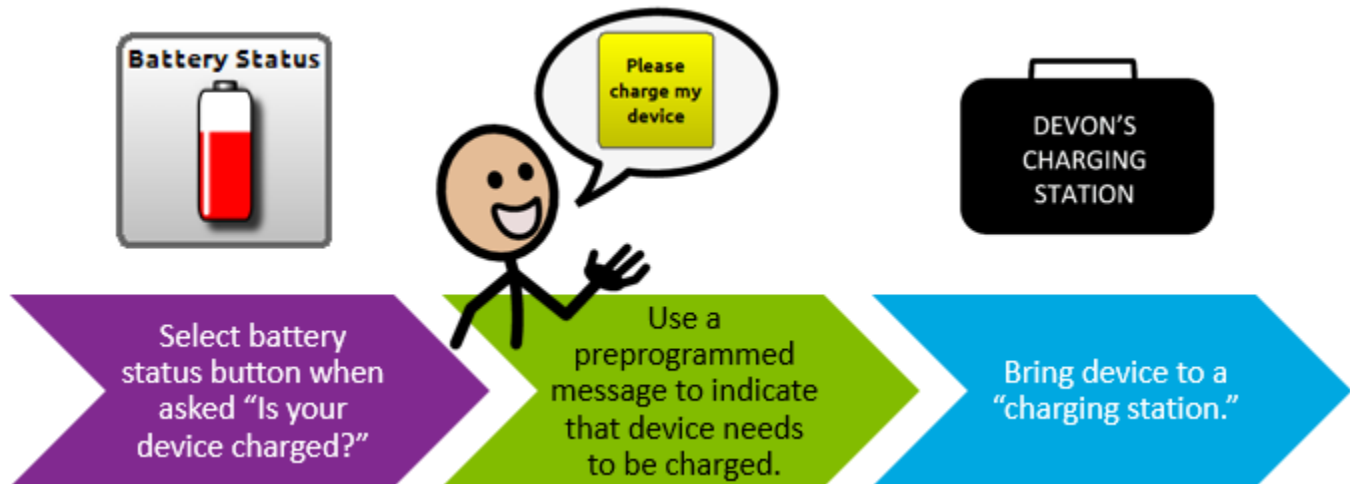 Battery Status
Please
charge my
device
DEVON'S
CHARGING
STATION
Select battery
status button when
asked “Is your
device charged?”
Use a
preprogrammed
message to indicate
that device needs
to be charged.
Bring device to a
“charging station.”